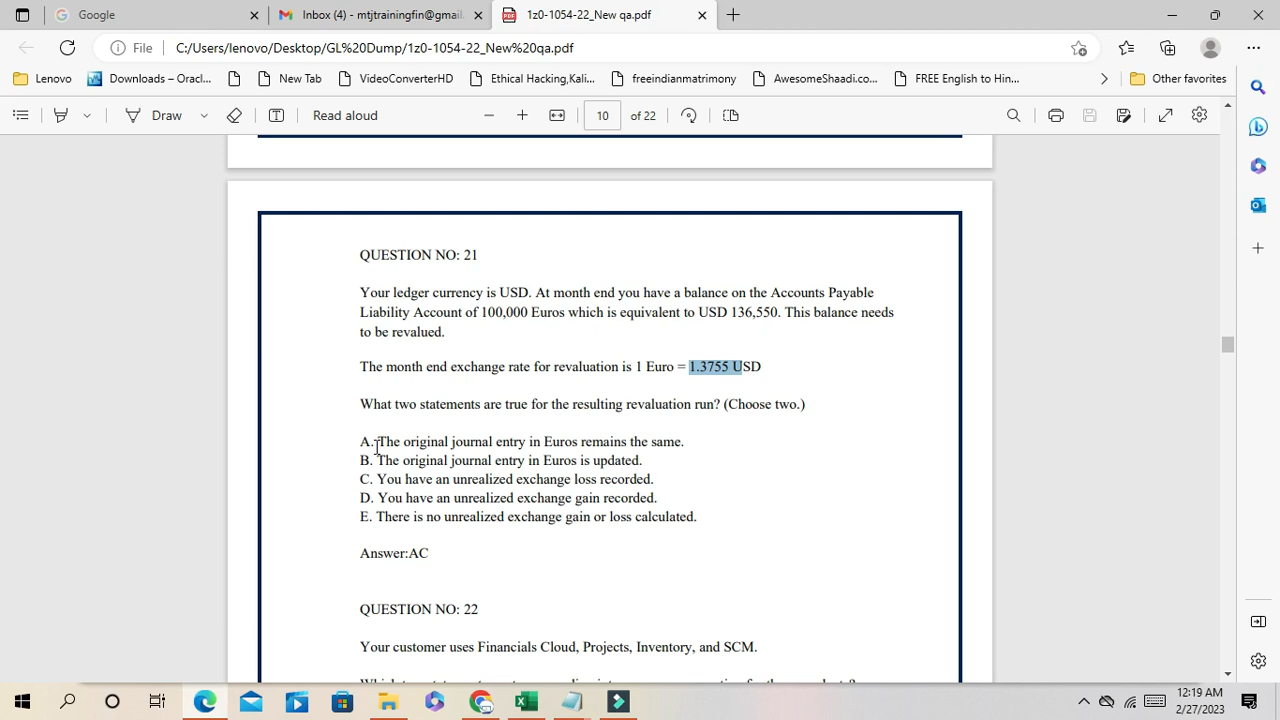 Google
Inbox (4) - mtjtrainingfin@gmail
1z0-1054-22_New qa.pdf
File
C:/Users/lenovo/Desktop/GL%20Dump/1z0-1054-22_New%20qa.pdf
Lenovo
Downloads – Oracl...
New Tab
VideoConverterHD
Ethical Hacking,Kali...
freeindianmatrimony
AwesomeShaadi.co...
FREE English to Hin...
Other favorites
Draw
Read aloud
10
of 22
QUESTION NO: 21
Your ledger currency is USD. At month end you have a balance on the Accounts Payable
Liability Account of 100,000 Euros which is equivalent to USD 136,550. This balance needs
to be revalued.
The month end exchange rate for revaluation is 1 Euro = 1.3755 USD
What two statements are true for the resulting revaluation run? (Choose two.)
A. The original journal entry in Euros remains the same.
B. The original journal entry in Euros is updated.
C. You have an unrealized exchange loss recorded.
D. You have an unrealized exchange gain recorded.
E. There is no unrealized exchange gain or loss calculated.
Answer:AC
QUESTION NO: 22
Your customer uses Financials Cloud, Projects, Inventory, and SCM.
12:19 AM
2/27/2023